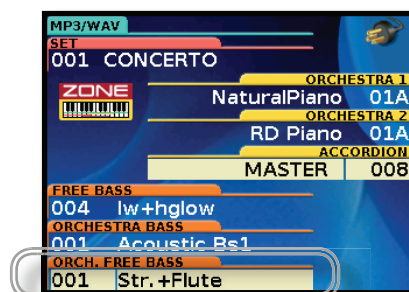 MP3/WAV
SET
001 CONCERTO
ZONE
ORCHESTRA 1
NaturalPiano 01A
ORCHESTRA 2
RD Piano 01A
ACCORDION
MASTER 008
FREE BASS
004 lw+hglow
ORCHESTRA BASS
001 Acoustic Bs1
ORCH. FREE BASS
001 Str.+Flute